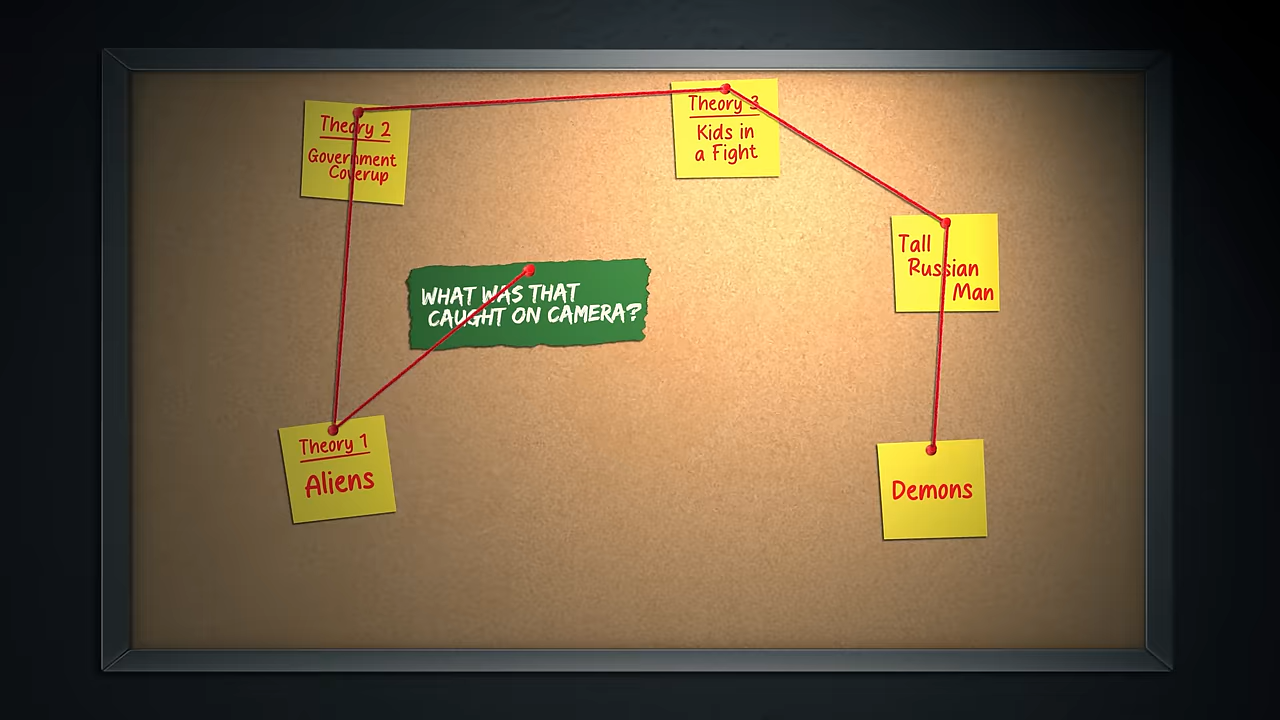 Theory 2
Government
Coverup
Theory 3
Kids in
a Fight
Tall
Russian
Man
WHAT WAS THAT
CAUGHT ON CAMERA?
Theory 1
Aliens
Demons